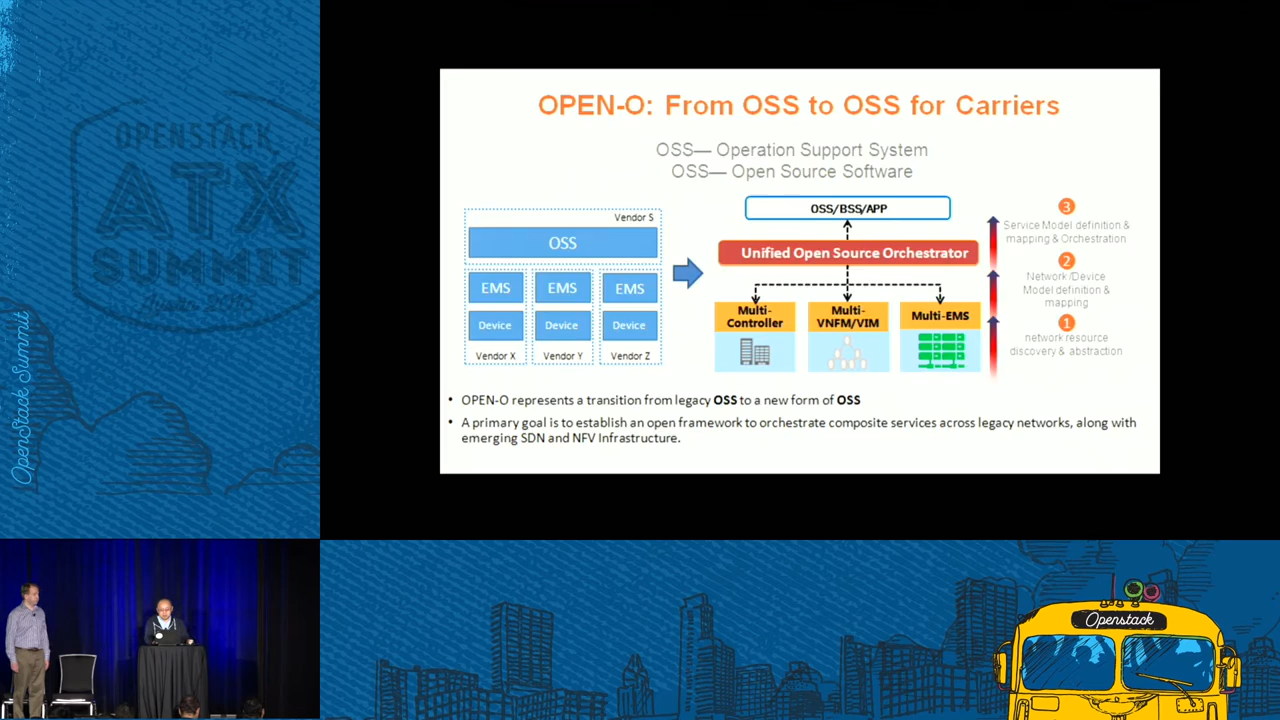 OPENSTACK
ATX
OpenStack Summit
OPEN-O: From OSS to OSS for Carriers
OSS— Operation Support System
OSS— Open Source Software
Vendor S
OSS
EMS
EMS
EMS
Device
Device
Device
Vendor X
Vendor Y
Vendor Z
OSS/BSS/APP
Unified Open Source Orchestrator
Multi-
Controller
Multi-
VNFM/VIM
Multi-EMS
3
Service Model definition &
mapping & Orchestration
2
Network /Device
Model definition &
mapping
1
network resource
discovery & abstraction
• OPEN-O represents a transition from legacy OSS to a new form of OSS
• A primary goal is to establish an open framework to orchestrate composite services across legacy networks, along with
emerging SDN and NFV Infrastructure.
Openstack